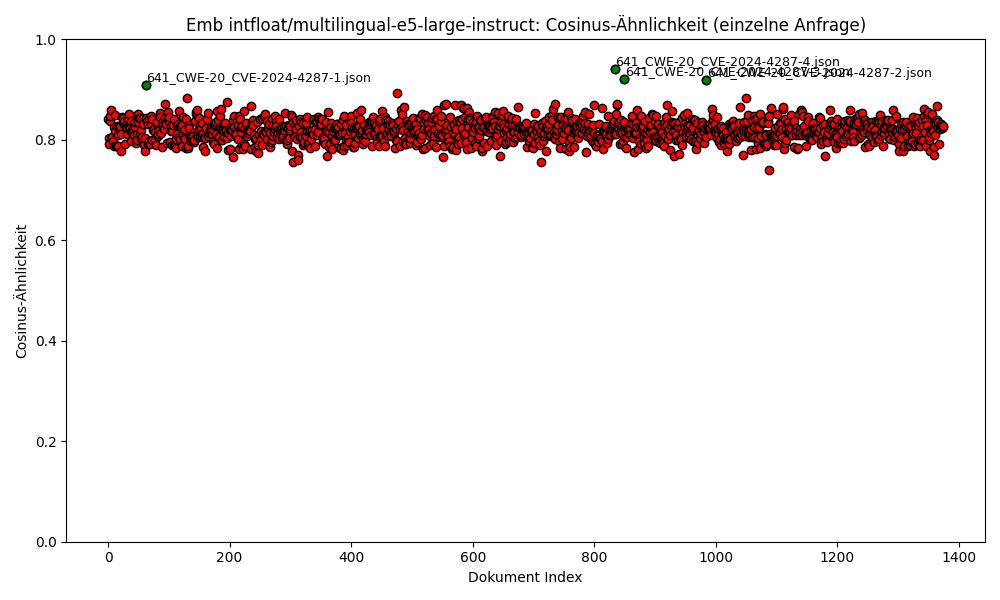 Emb intfloat/multilingual-e5-large-instruct: Cosinus-Ähnlichkeit (einzelne Anfrage)
641_CWE-20_CVE-2024-4287-4.json
641_CWE-20_CVE-2024-4287-3.json
641_CWE-20_CVE-2024-4287-2.json
641_CWE-20_CVE-2024-4287-1.json
Cosinus-Ähnlichkeit
1.0
0.8
0.6
0.4
0.2
0.0
0 200 400 600 800 1000 1200 1400
Dokument Index